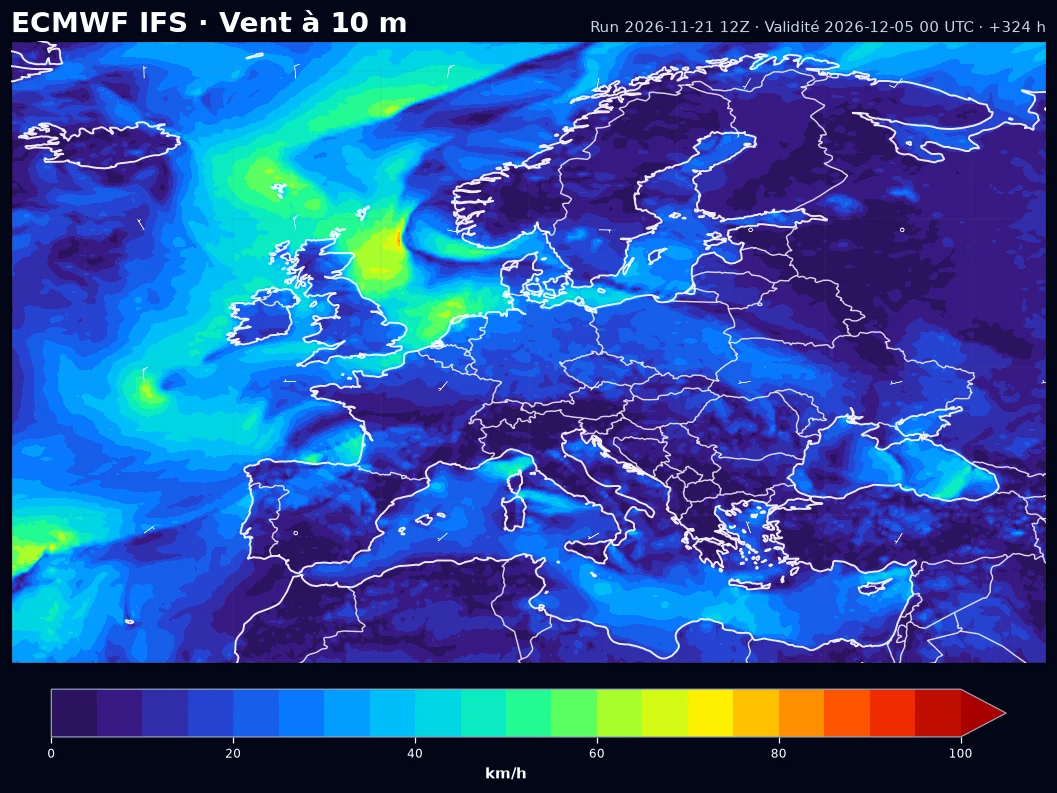 ECMWF IFS · Vent à 10 m
Run 2026-11-21 12Z · Validité 2026-12-05 00 UTC · +324 h
0 20 40 60 80 100
km/h